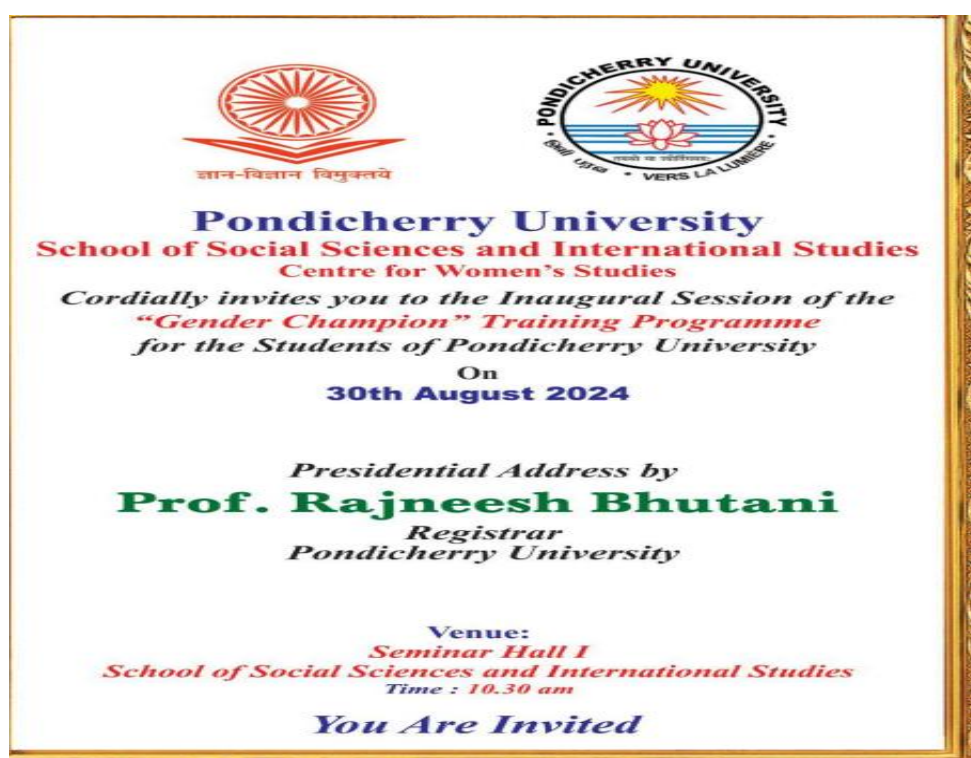 ज्ञान-विज्ञान विमुक्तये
PONDICHERRY UNIVERSITY
VERS LA LUMIÈRE
Pondicherry University
School of Social Sciences and International Studies
Centre for Women's Studies
Cordially invites you to the Inaugural Session of the
“Gender Champion” Training Programme
for the Students of Pondicherry University
On
30th August 2024
Presidential Address by
Prof. Rajneesh Bhutani
Registrar
Pondicherry University
Venue:
Seminar Hall I
School of Social Sciences and International Studies
Time : 10.30 am
You Are Invited